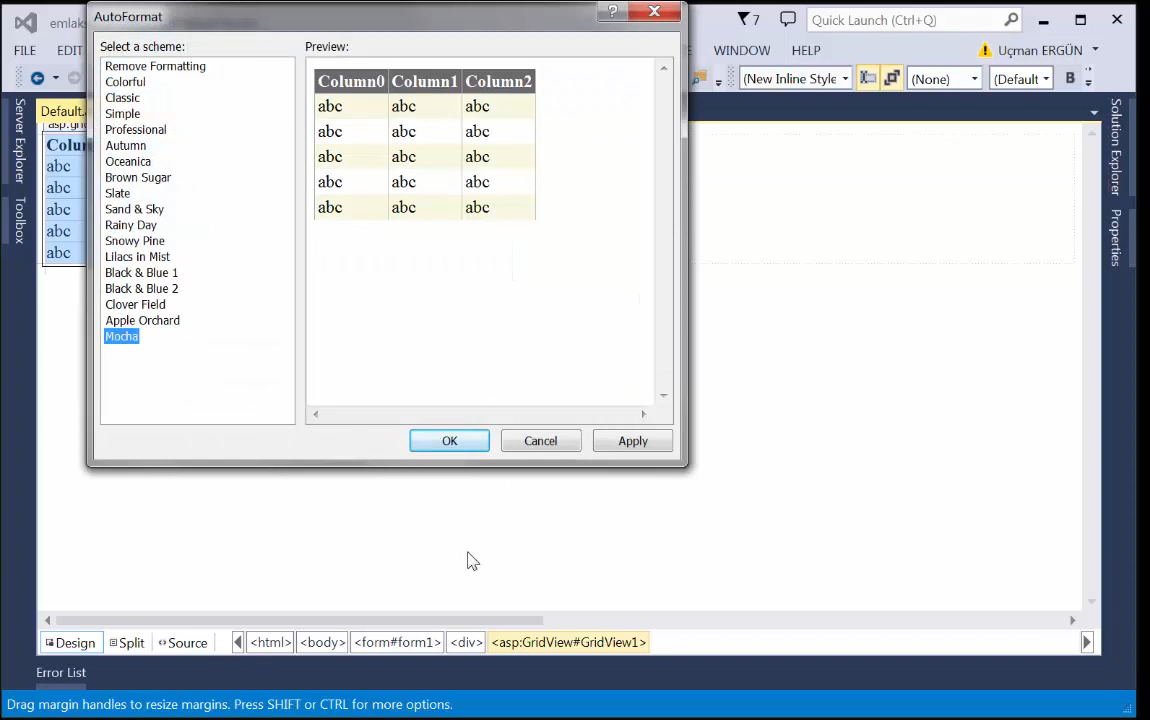 AutoFormat
emlaks
7
Quick Launch (Ctrl+Q)
FILE
EDIT
WINDOW
HELP
Uçman ERGÜN
(New Inline Style
(None)
(Default
B
Select a scheme:
Remove Formatting
Colorful
Classic
Simple
Professional
Autumn
Oceanica
Brown Sugar
Slate
Sand & Sky
Rainy Day
Snowy Pine
Lilacs in Mist
Black & Blue 1
Black & Blue 2
Clover Field
Apple Orchard
Mocha
Preview:
Column0 Column1 Column2
abc abc abc
abc abc abc
abc abc abc
abc abc abc
abc abc abc
OK
Cancel
Apply
Server Explorer
Toolbox
Default.
asp:gri
Colum
abc
abc
abc
abc
abc
Solution Explorer
Properties
Design
Split
Source
<html>
<body>
<form#form1>
<div>
<asp:GridView#GridView1>
Error List
Drag margin handles to resize margins. Press SHIFT or CTRL for more options.